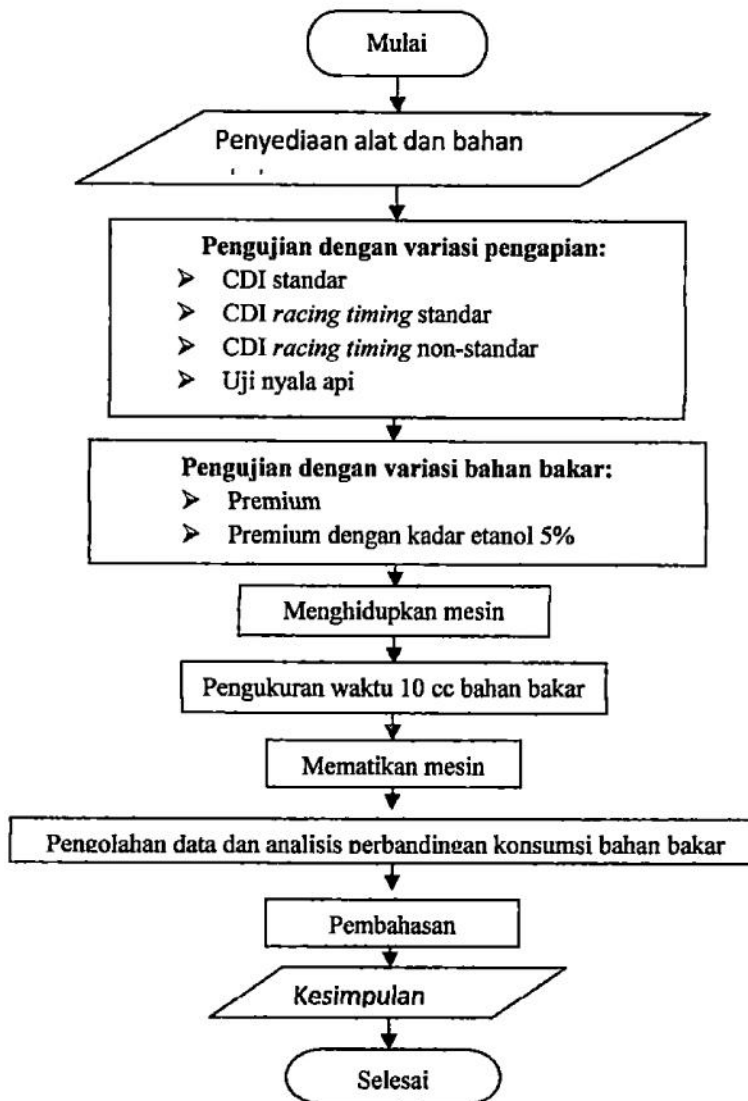 Mulai
Penyediaan alat dan bahan
Pengujian dengan variasi pengapian:
➤ CDI standar
➤ CDI racing timing standar
➤ CDI racing timing non-standar
➤ Uji nyala api
Pengujian dengan variasi bahan bakar:
➤ Premium
➤ Premium dengan kadar etanol 5%
Menghidupkan mesin
Pengukuran waktu 10 cc bahan bakar
Mematikan mesin
Pengolahan data dan analisis perbandingan konsumsi bahan bakar
Pembahasan
Kesimpulan
Selesai